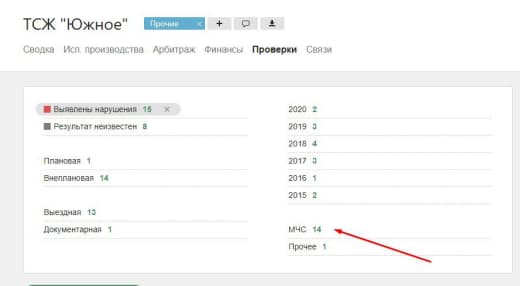 ТСЖ "Южное"
Прочие × +
Сводка Исп. производства Арбитраж Финансы Проверки Связи
Выявлены нарушения 15 ×
Результат неизвестен 8
Плановая 1
Внеплановая 14
Выездная 13
Документарная 1
2020 2
2019 3
2018 4
2017 3
2016 1
2015 2
МЧС 14
Прочее 1